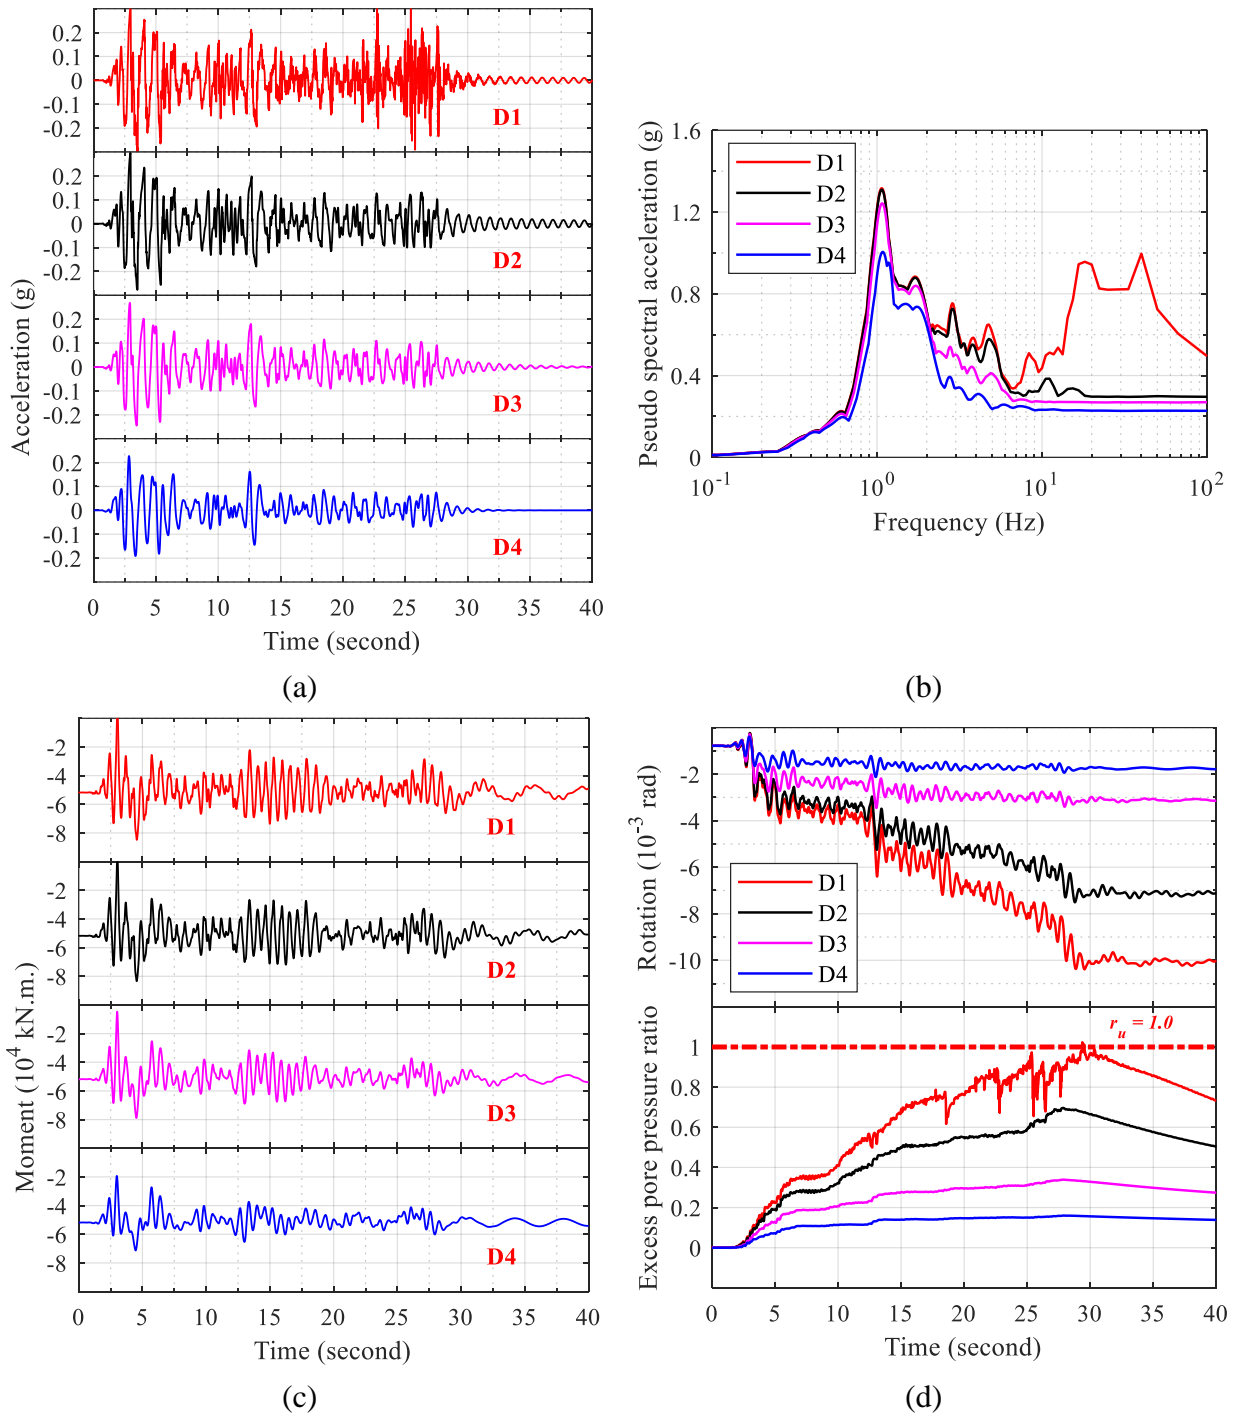 Acceleration (g)
0.2
0.1
0
-0.1
-0.2
D1
0.2
0.1
0
-0.1
-0.2
D2
0.2
0.1
0
-0.1
-0.2
D3
0.2
0.1
0
-0.1
-0.2
D4
0 5 10 15 20 25 30 35 40
Time (second)
(a)
Pseudo spectral acceleration (g)
1.6
1.2
0.8
0.4
0
D1
D2
D3
D4
10^-1 10^0 10^1 10^2
Frequency (Hz)
(b)
Moment (10^4 kN.m.)
-2
-4
-6
-8
D1
-2
-4
-6
-8
D2
-2
-4
-6
-8
D3
-2
-4
-6
-8
D4
0 5 10 15 20 25 30 35 40
Time (second)
(c)
Rotation (10^-3 rad)
-2
-4
-6
-8
-10
D1
D2
D3
D4
Excess pore pressure ratio
r_u = 1.0
1
0.8
0.6
0.4
0.2
0
0 5 10 15 20 25 30 35 40
Time (second)
(d)